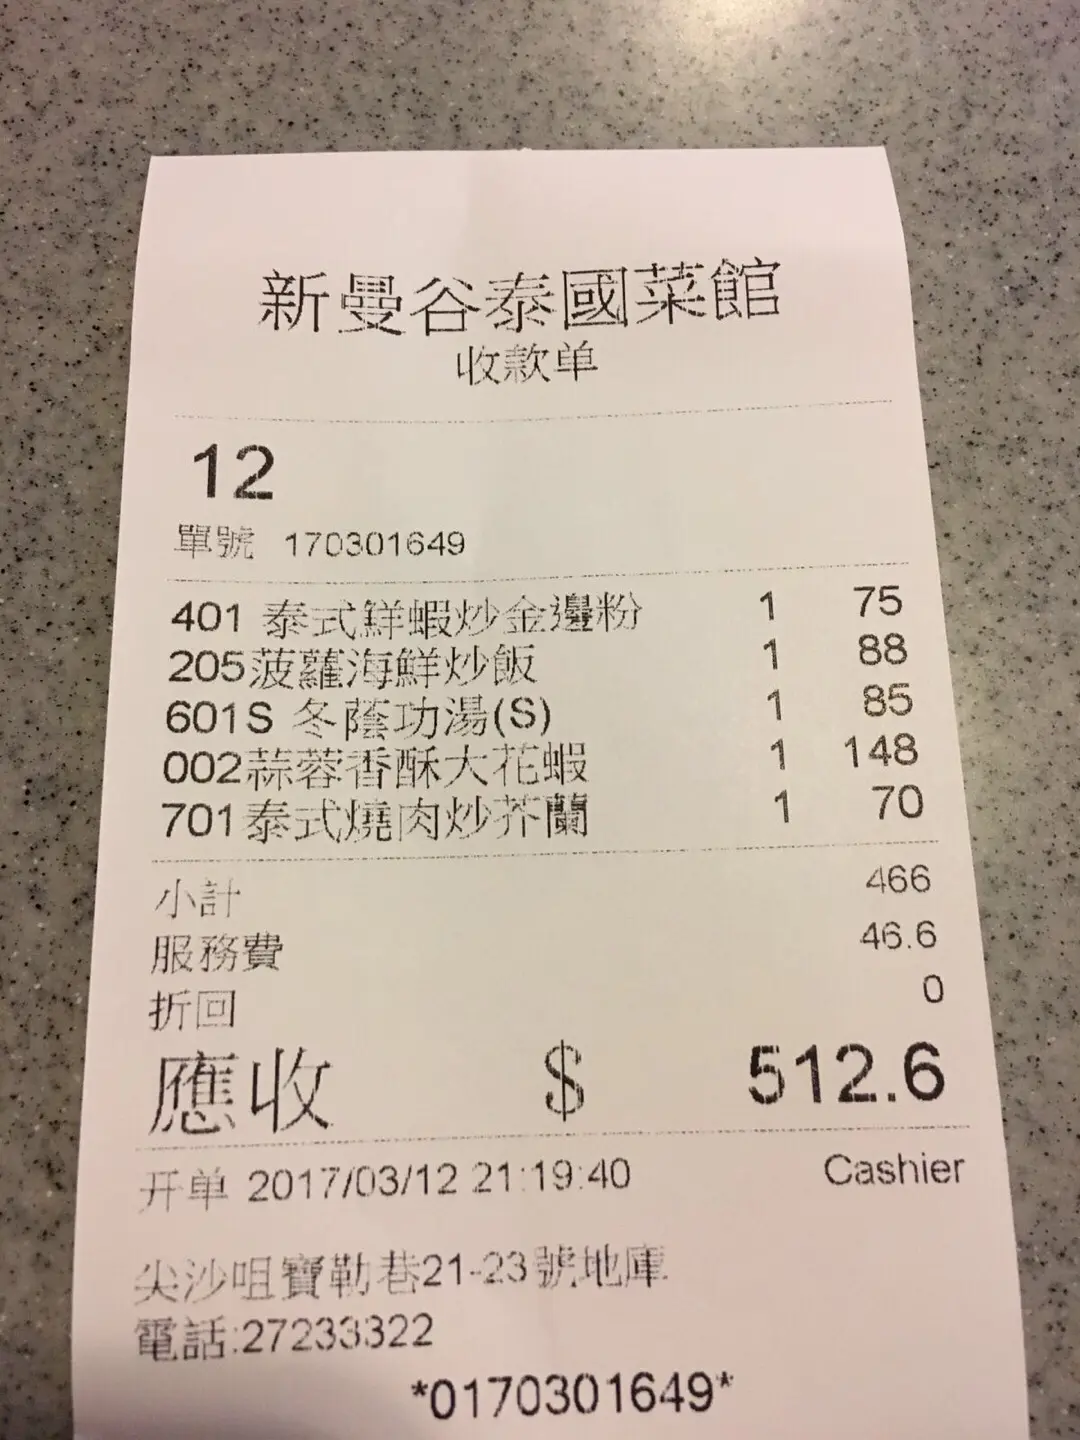 新曼谷泰國菜館
收款单
12
單號 170301649
401 泰式鮮蝦炒金邊粉 1 75
205菠蘿海鮮炒飯 1 88
601S 冬蔭功湯(S) 1 85
002蒜蓉香酥大花蝦 1 148
701泰式燒肉炒芥蘭 1 70
小計 466
服務費 46.6
折回 0
應收 $ 512.6
开单 2017/03/12 21:19:40 Cashier
尖沙咀寶勒巷21-23號地庫
電話:27233322
*0170301649*